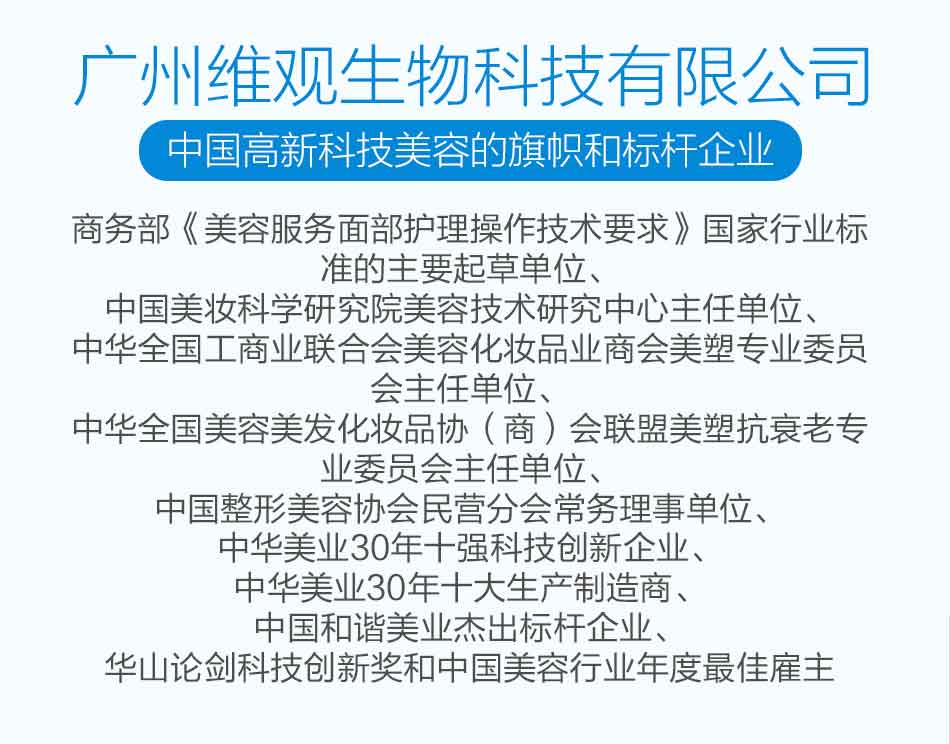 广州维观生物科技有限公司
中国高新科技美容的旗帜和标杆企业
商务部《美容服务面部护理操作技术要求》国家行业标
准的主要起草单位、
中国美妆科学研究院美容技术研究中心主任单位、
中华全国工商业联合会美容化妆品业商会美塑专业委员
会主任单位、
中华全国美容美发化妆品协（商）会联盟美塑抗衰老专
业委员会主任单位、
中国整形美容协会民营分会常务理事单位、
中华美业30年十强科技创新企业、
中华美业30年十大生产制造商、
中国和谐美业杰出标杆企业、
华山论剑科技创新奖和中国美容行业年度最佳雇主